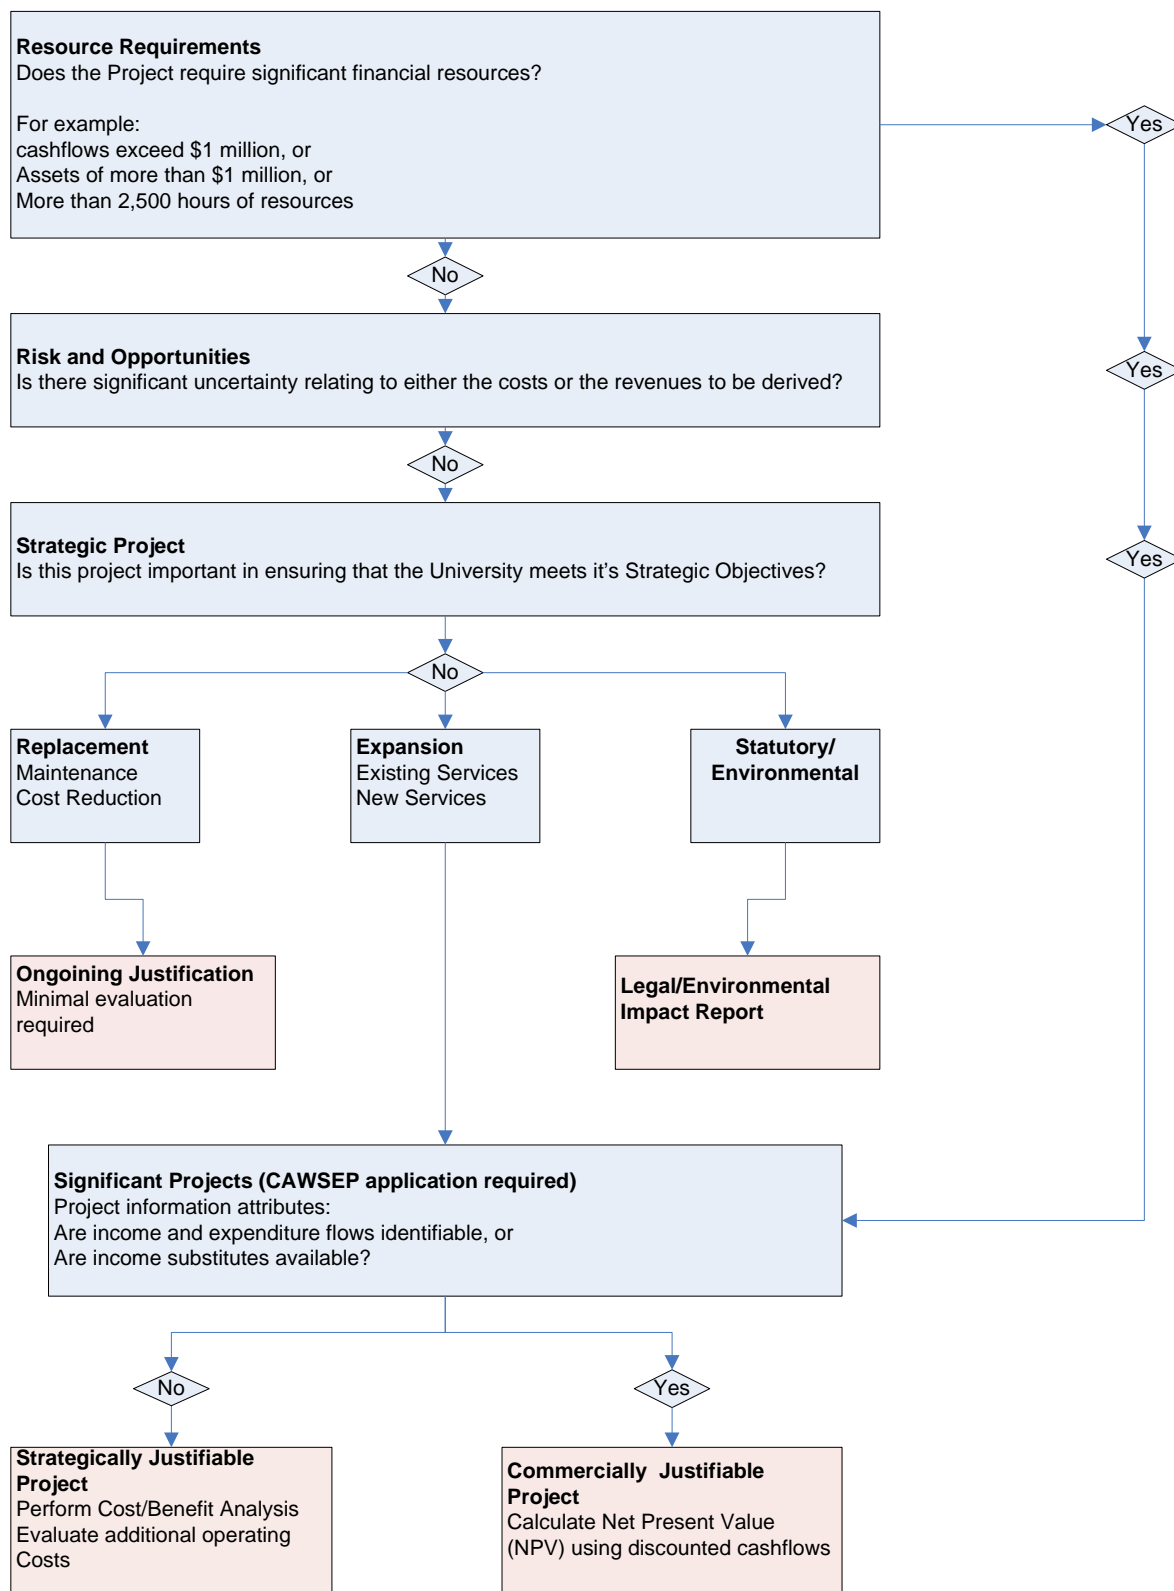 Resource Requirements
Does the Project require significant financial resources?
For example:
cashflows exceed $1 million, or
Assets of more than $1 million, or
More than 2,500 hours of resources
Yes
No
Risk and Opportunities
Is there significant uncertainty relating to either the costs or the revenues to be derived?
Yes
No
Strategic Project
Is this project important in ensuring that the University meets it’s Strategic Objectives?
Yes
No
Replacement
Maintenance
Cost Reduction
Expansion
Existing Services
New Services
Statutory/
Environmental
Ongoining Justification
Minimal evaluation
required
Legal/Environmental
Impact Report
Significant Projects (CAWSEP application required)
Project information attributes:
Are income and expenditure flows identifiable, or
Are income substitutes available?
No
Yes
Strategically Justifiable
Project
Perform Cost/Benefit Analysis
Evaluate additional operating
Costs
Commercially  Justifiable
Project
Calculate Net Present Value
(NPV) using discounted cashflows